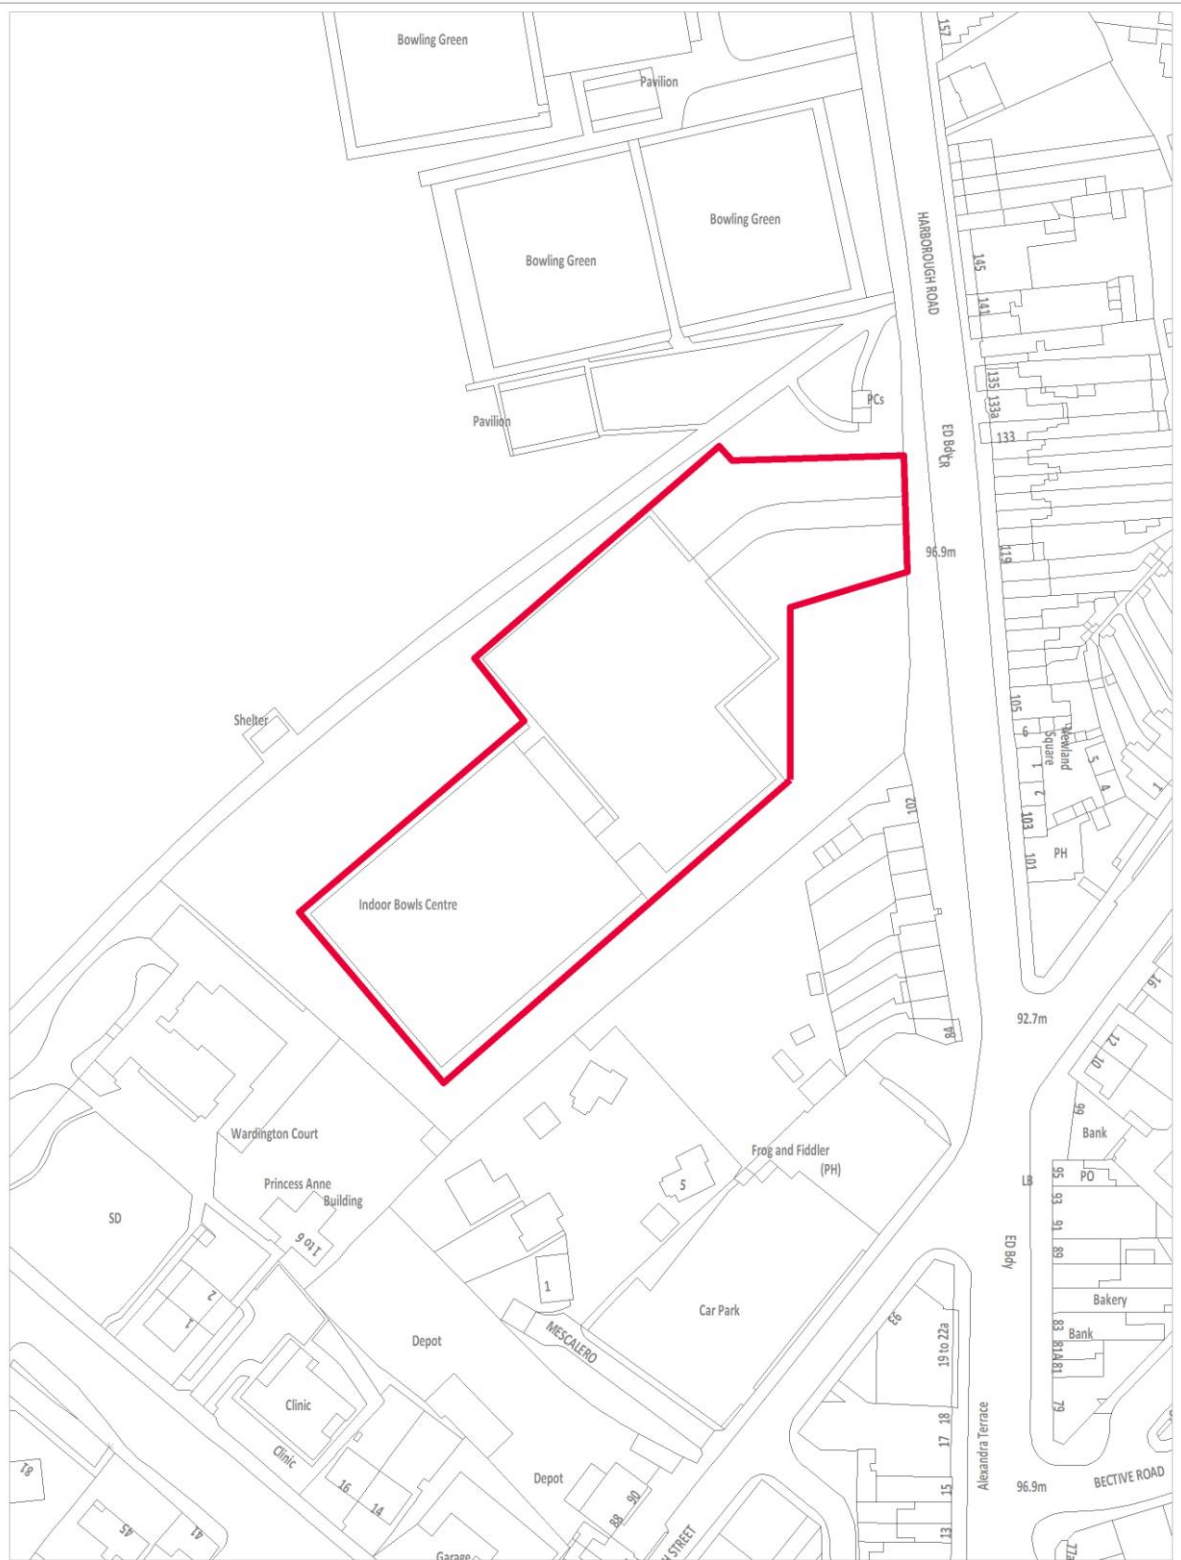 Bowling Green
157
Pavilion
Bowling Green
Bowling Green
HARBOROUGH ROAD
145
141
135
133a
PCs
Pavilion
133
ED Bdy
CR
96.9m
119
105
Shelter
6
Newland
Square
1
5
2
4
1
102
103
101
PH
Indoor Bowls Centre
16
92.7m
84
12
10
99
Wardington Court
Bank
Frog and Fiddler
(PH)
Princess Anne
Building
5
95
PO
LB
93
SD
1 to 6
91
ED Bdy
89
1
2
1
Car Park
Bakery
MESCALERO
93
83
Bank
19 to 22a
81A
81
Depot
Clinic
79
18
17
Alexandra Terrace
Clinic
81
Depot
16
14
15
96.9m
BECTIVE ROAD
90
88
45
41
13
STREET
77a
Garage